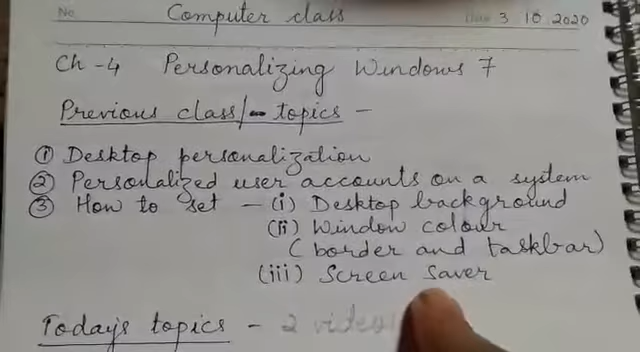 No. Computer class Date 3 10 2020
Ch-4 Personalizing Windows 7
Previous class/ topics -
① Desktop personalization
② Personalized user accounts on a system
③ How to set - (i) Desktop background
(ii) Window colour
(border and taskbar)
(iii) Screen saver
Today's topics - 2 videos